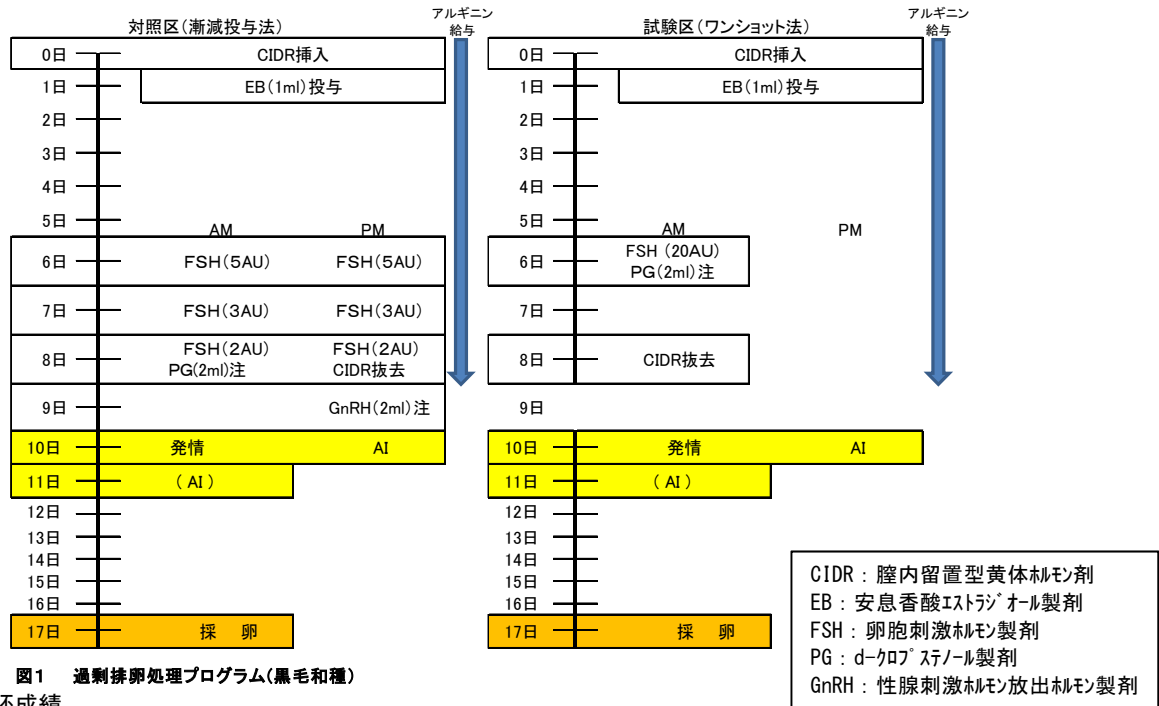 対照区(漸減投与法)
アルギニン
給与
0日 CIDR挿入
1日 EB(1ml)投与
2日
3日
4日
5日
AM PM
6日 FSH(5AU) FSH(5AU)
7日 FSH(3AU) FSH(3AU)
8日 FSH(2AU) FSH(2AU)
PG(2ml)注 CIDR抜去
9日 GnRH(2ml)注
10日 発情 AI
11日 (AI)
12日
13日
14日
15日
16日
17日 採 卵
試験区(ワンショット法)
アルギニン
給与
0日 CIDR挿入
1日 EB(1ml)投与
2日
3日
4日
5日
AM PM
6日 FSH (20AU)
PG(2ml)注
7日
8日 CIDR抜去
9日
10日 発情 AI
11日 (AI)
12日
13日
14日
15日
16日
17日 採 卵
CIDR:膣内留置型黄体ホルモン剤
EB:安息香酸エストラジオール製剤
FSH:卵胞刺激ホルモン製剤
PG:d-クロプステノール製剤
GnRH:性腺刺激ホルモン放出ホルモン製剤
図1 過剰排卵処理プログラム(黒毛和種)
成績